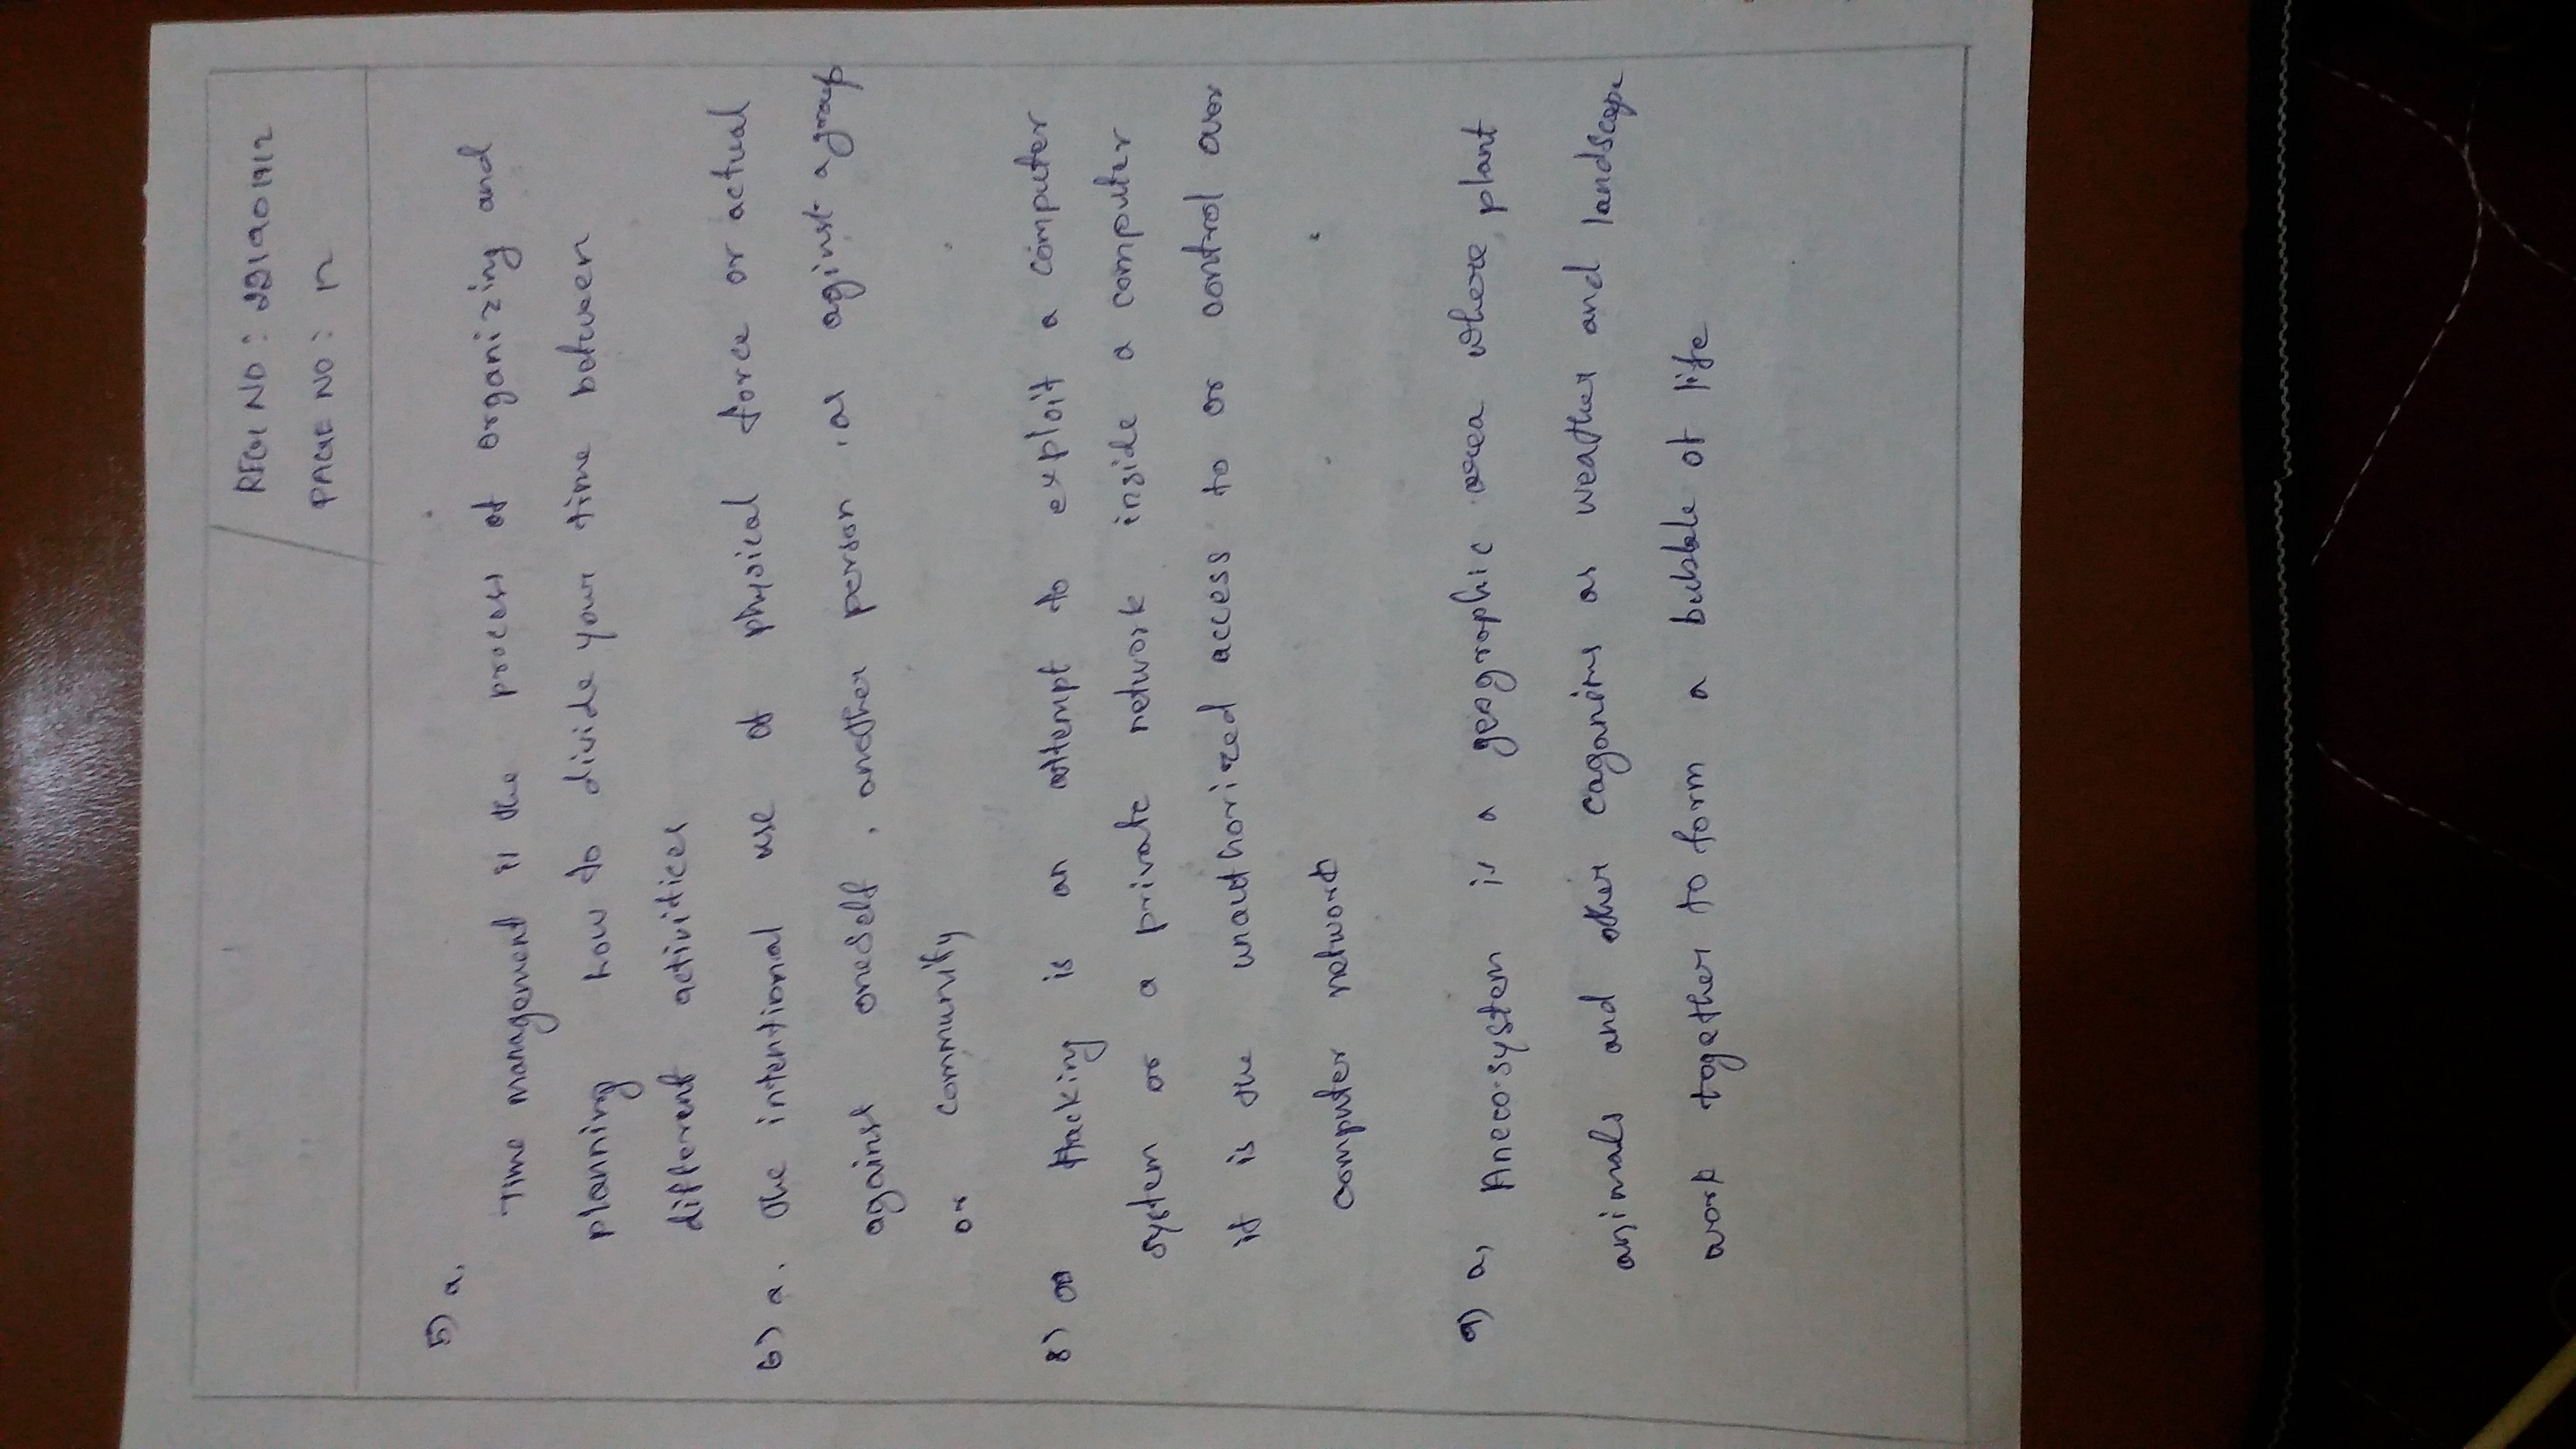 REG NO : 221901912
PAGE NO : 12
5) a.
Time management is the process of organizing and
planning how to divide your time between
different activitices
6) a. The intentional use of physical force or actual
against oneself, another person, as aginst a group
or community
8) a Hacking is an attempt to exploit a computer
system or a private network inside a computer
it is the unauthorized access to or control over
computer network
9) a, Aneco-system is a geographic area where plant
animals and other as weather and landscape
work together to form a bubble of life